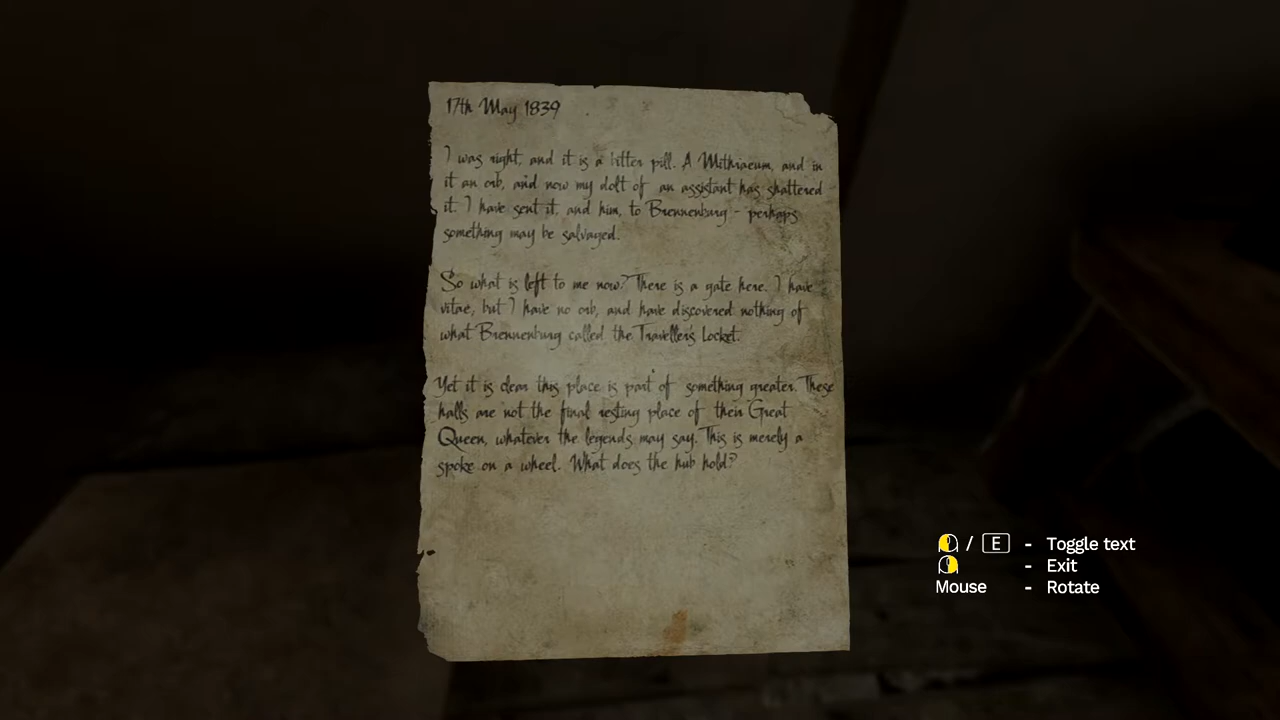 17th May 1839
I was right, and it is a bitter pill. A Mithraeum, and in
it an orb, and now my dolt of an assistant has shattered
it. I have sent it, and him, to Brennenburg - perhaps
something may be salvaged.
So what is left to me now? There is a gate here. I have
vitae, but I have no orb, and have discovered nothing of
what Brennenburg called the Traveller's Locket.
Yet it is clear this place is part of something greater. These
halls are not the final resting place of their Great
Queen, whatever the legends may say. This is merely a
spoke on a wheel. What does the hub hold?
/ E - Toggle text
- Exit
Mouse - Rotate